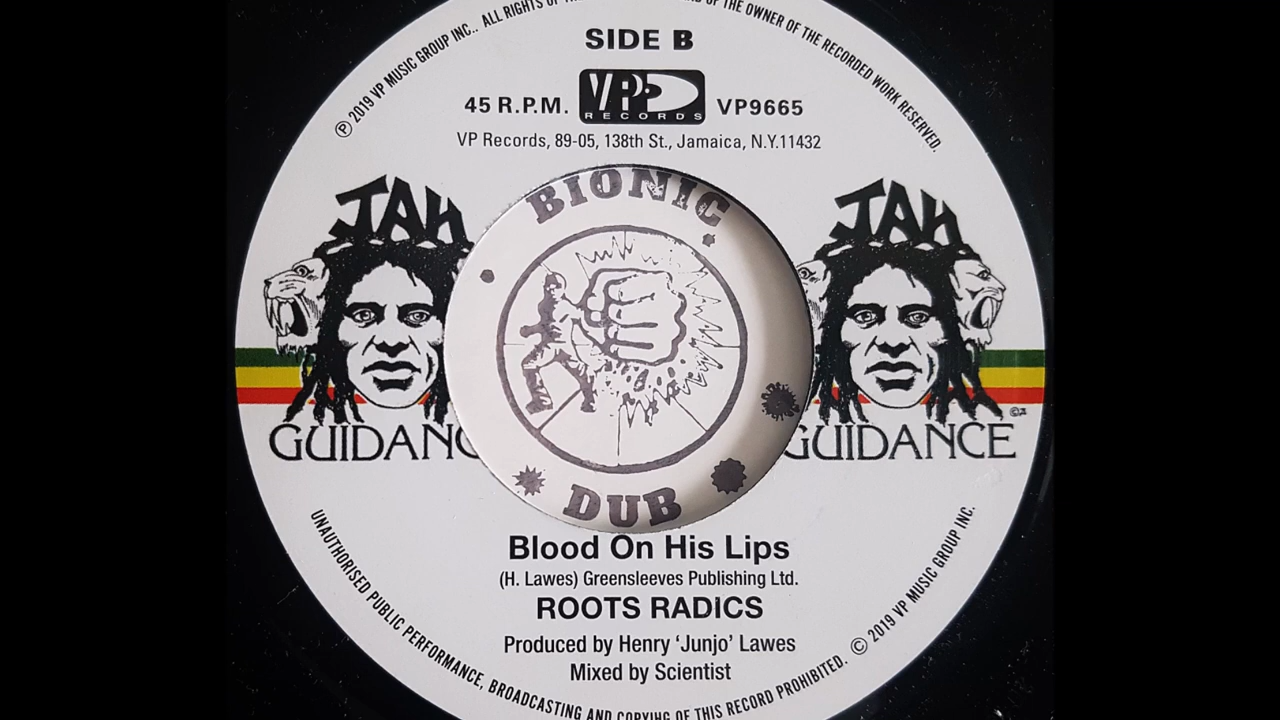 ℗ 2019 VP MUSIC GROUP INC.. ALL RIGHTS OF OF THE OWNER OF THE RECORDED WORK RESERVED.
SIDE B
45 R.P.M. VP RECORDS VP9665
VP Records, 89-05, 138th St., Jamaica, N.Y.11432
BIONIC
JAH
JAH
GUIDANC
GUIDANCE
DUB
Blood On His Lips
(H. Lawes) Greensleeves Publishing Ltd.
ROOTS RADICS
Produced by Henry ‘Junjo’ Lawes
Mixed by Scientist
UNAUTHORISED PUBLIC PERFORMANCE, BROADCASTING AND COPYING OF THIS RECORD PROHIBITED. © 2019 VP MUSIC GROUP INC.